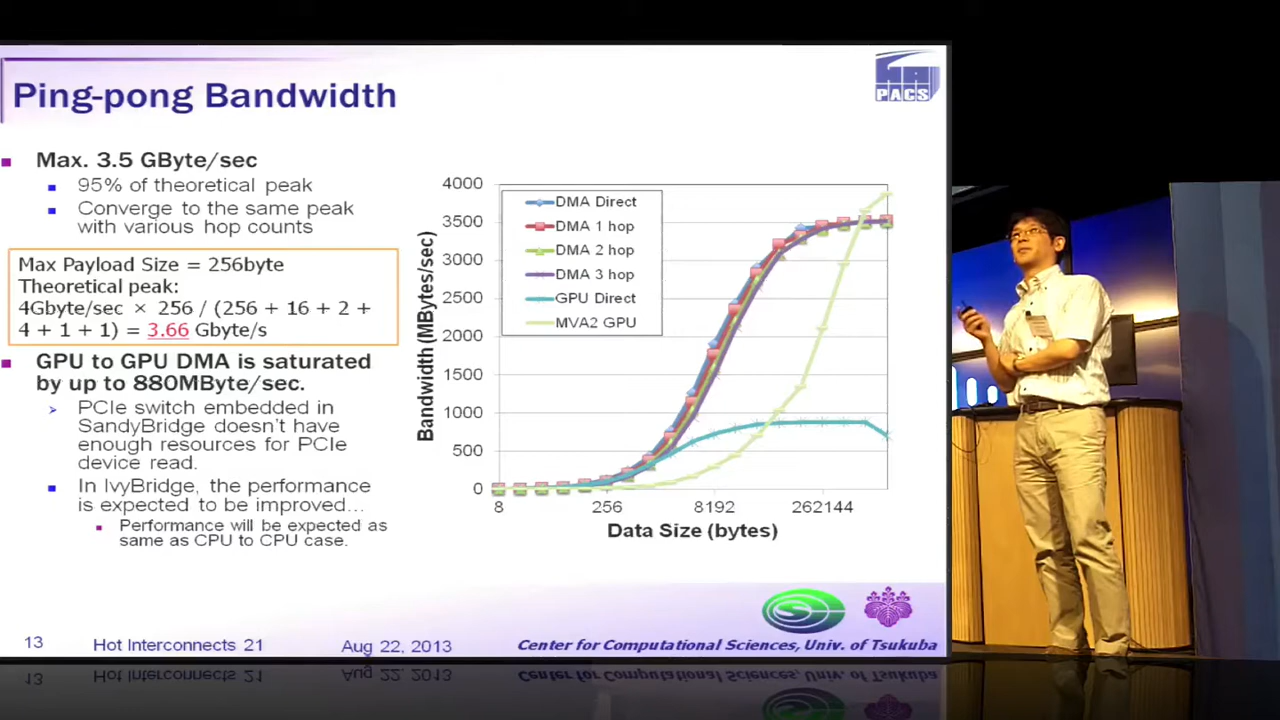 Ping-pong Bandwidth
HA
PACS
Max. 3.5 GByte/sec
95% of theoretical peak
Converge to the same peak
with various hop counts
Max Payload Size = 256byte
Theoretical peak:
4Gbyte/sec × 256 / (256 + 16 + 2 +
4 + 1 + 1) = 3.66 Gbyte/s
GPU to GPU DMA is saturated
by up to 880MByte/sec.
PCIe switch embedded in
SandyBridge doesn't have
enough resources for PCIe
device read.
In IvyBridge, the performance
is expected to be improved…
Performance will be expected as
same as CPU to CPU case.
Bandwidth (MBytes/sec)
4000
3500
3000
2500
2000
1500
1000
500
0
DMA Direct
DMA 1 hop
DMA 2 hop
DMA 3 hop
GPU Direct
MVA2 GPU
8 256 8192 262144
Data Size (bytes)
13 Hot Interconnects 21 Aug 22, 2013 Center for Computational Sciences, Univ. of Tsukuba